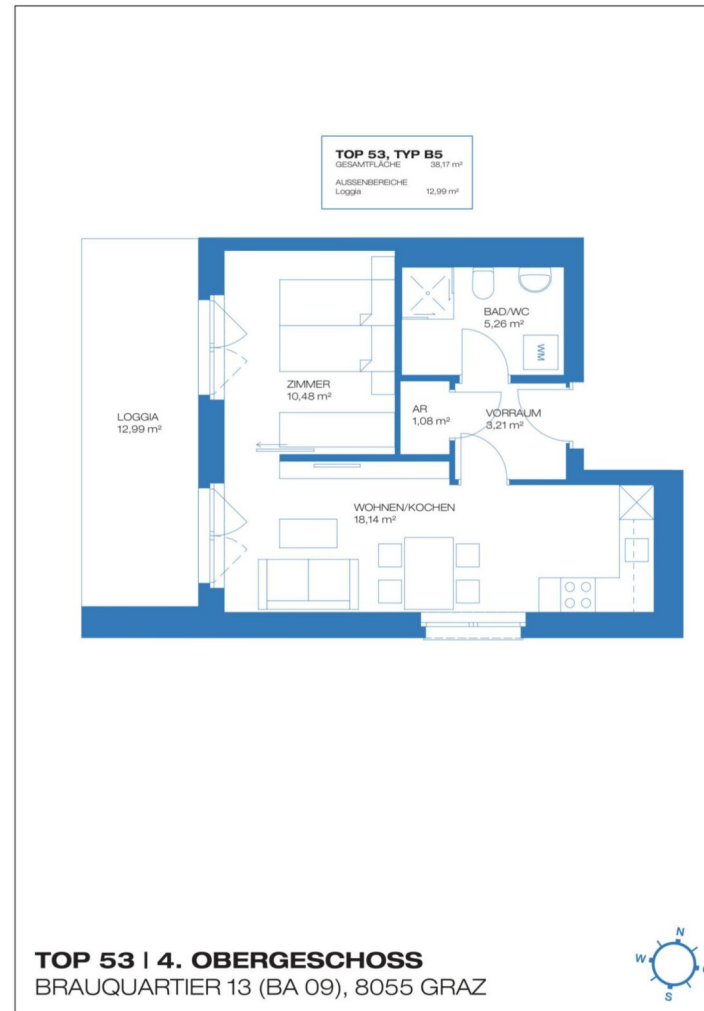 TOP 53, TYP B5
GESAMTFLÄCHE 38,17 m²
AUSSENBEREICHE
Loggia 12,99 m²
BAD/WC
5,26 m²
WM
ZIMMER
10,48 m²
AR
1,08 m²
VORRAUM
3,21 m²
LOGGIA
12,99 m²
WOHNEN/KOCHEN
18,14 m²
TOP 53 | 4. OBERGESCHOSS
BRAUQUARTIER 13 (BA 09), 8055 GRAZ
N
W
S